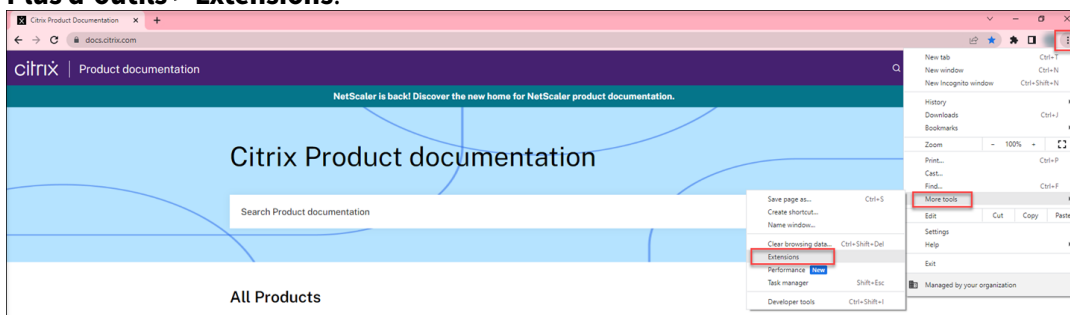 Plus d'outils > Extensions.
Citrix Product Documentation
docs.citrix.com
citrix | Product documentation
NetScaler is back! Discover the new home for NetScaler product documentation.
Citrix Product documentation
Search Product documentation
All Products
New tab Ctrl+T
New window Ctrl+N
New Incognito window Ctrl+Shift+N
History
Downloads Ctrl+J
Bookmarks
Zoom - 100% +
Print... Ctrl+P
Cast...
Find... Ctrl+F
More tools
Edit Cut Copy Paste
Settings
Help
Exit
Managed by your organization
Save page as... Ctrl+S
Create shortcut...
Name window...
Clear browsing data... Ctrl+Shift+Del
Extensions
Performance New
Task manager Shift+Esc
Developer tools Ctrl+Shift+I